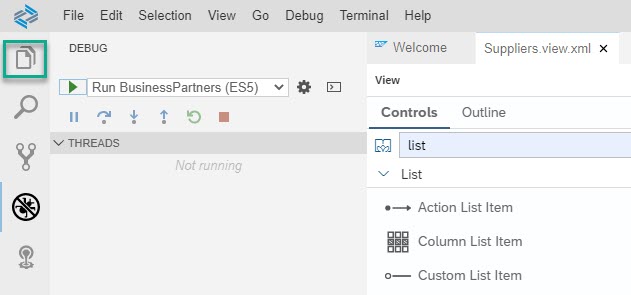 File Edit Selection View Go Debug Terminal Help
DEBUG
Run BusinessPartners (ES5)
THREADS
Not running
SAP Welcome Suppliers.view.xml
View
Controls Outline
list
List
Action List Item
Column List Item
Custom List Item